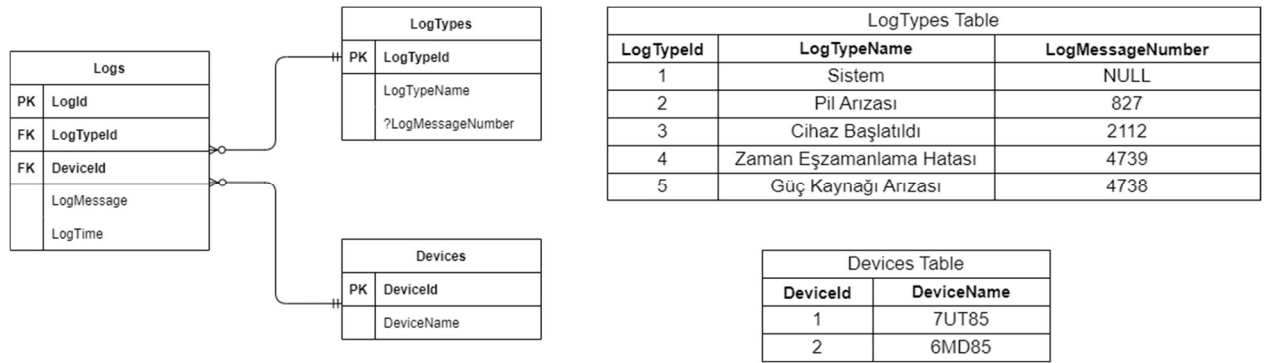 Logs
PK LogId
FK LogTypeId
FK DeviceId
LogMessage
LogTime
LogTypes
PK LogTypeId
LogTypeName
?LogMessageNumber
Devices
PK DeviceId
DeviceName
LogTypes Table
LogTypeId LogTypeName LogMessageNumber
1 Sistem NULL
2 Pil Arızası 827
3 Cihaz Başlatıldı 2112
4 Zaman Eşzamanlama Hatası 4739
5 Güç Kaynağı Arızası 4738
Devices Table
DeviceId DeviceName
1 7UT85
2 6MD85